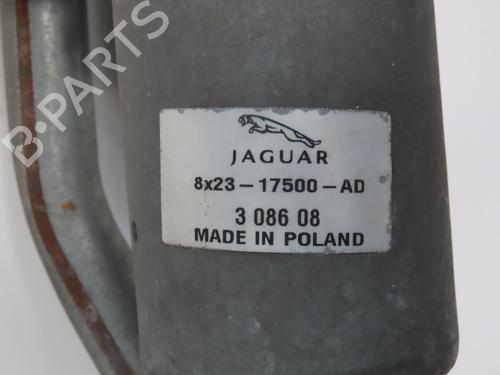 B-PARTS
JAGUAR
8x23-17500-AD
3 086 08
MADE IN POLAND